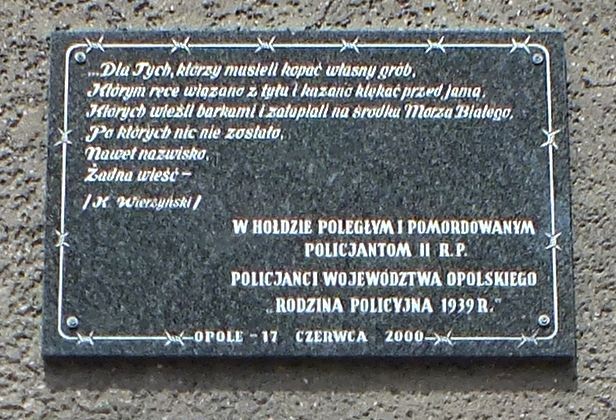 ...Dla Tych, którzy musieli kopać własny grób,
Którym ręce wiązano z tyłu i kazano klękać przed jamą,
Których wieźli barkami i zatapiali na środku Morza Białego,
Po których nic nie zostało,
Nawet nazwisko,
Żadna wieść –
/K. Wierzyński/
W HOŁDZIE POLEGŁYM I POMORDOWANYM
POLICJANTOM II R.P.
POLICJANCI WOJEWÓDZTWA OPOLSKIEGO
„RODZINA POLICYJNA 1939 R."
OPOLE – 17 CZERWCA 2000